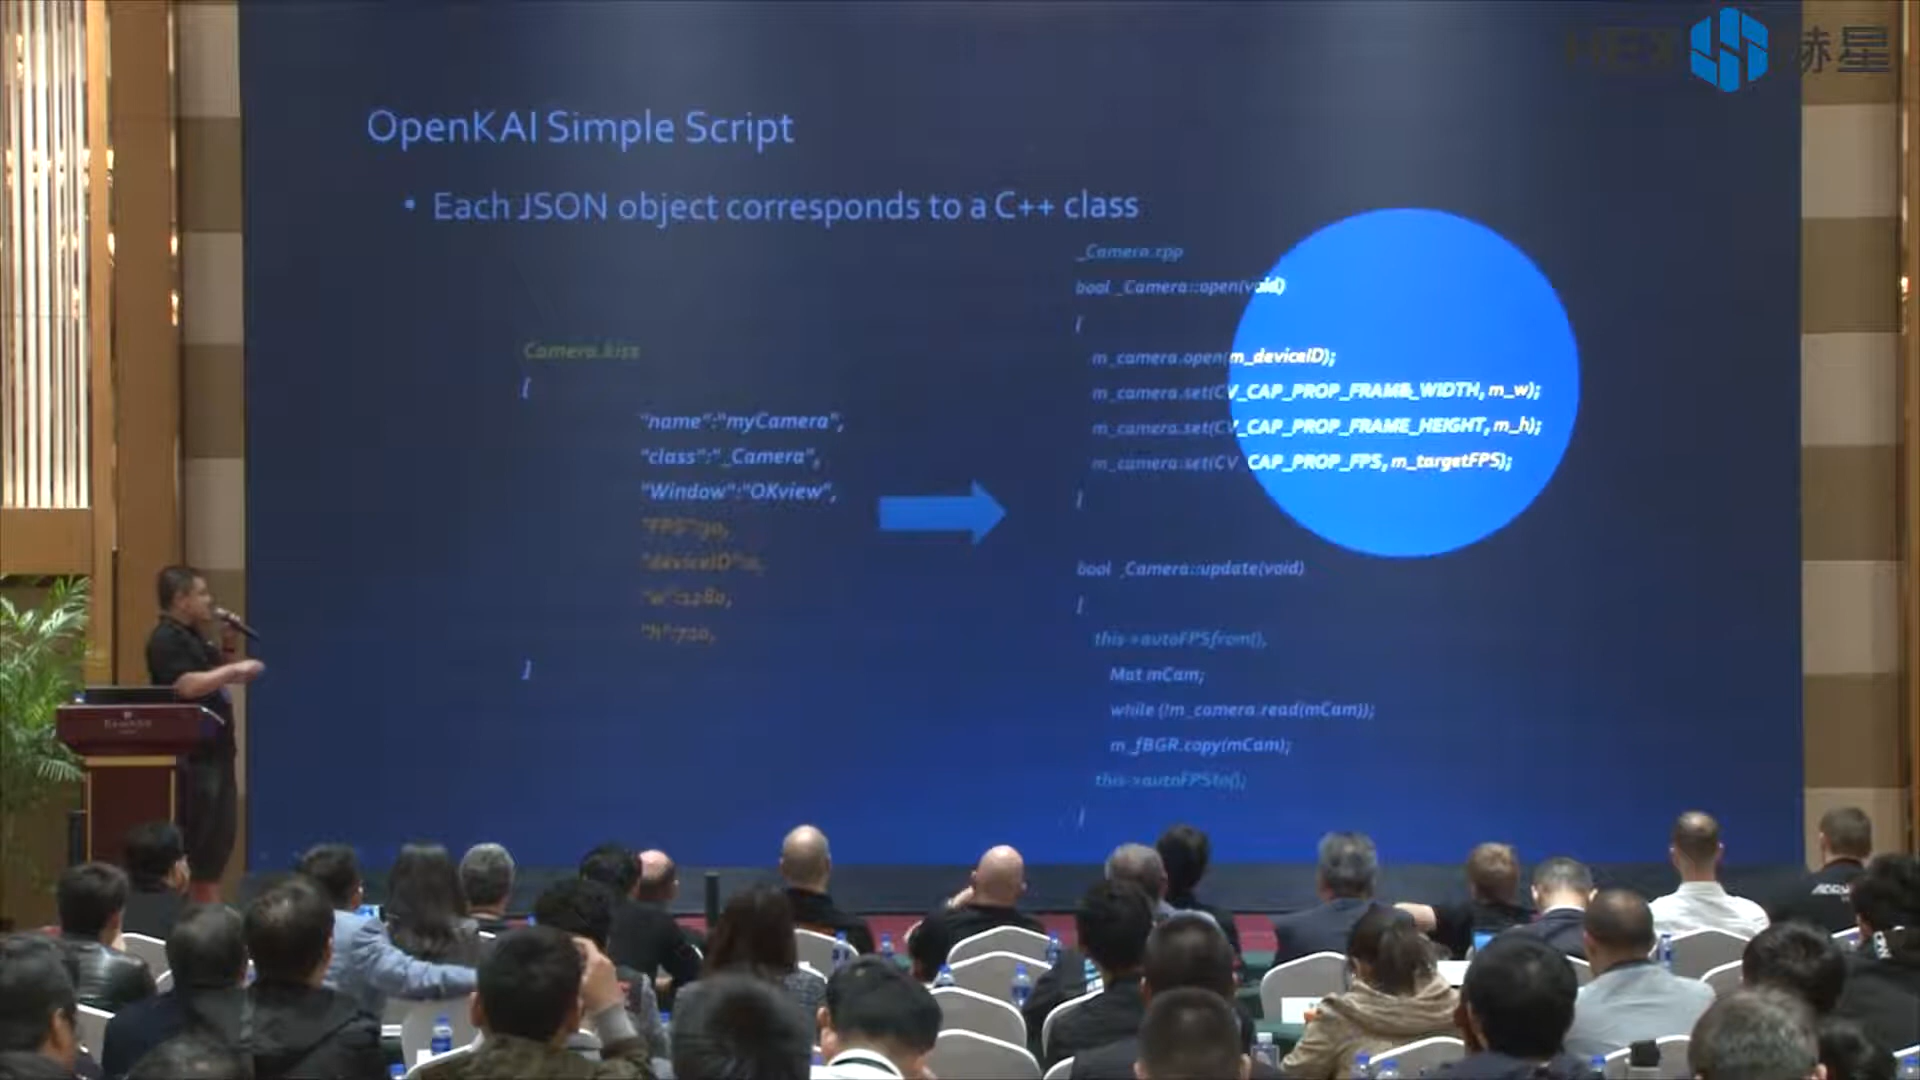 HEX 赫星
OpenKAI Simple Script
• Each JSON object corresponds to a C++ class
Camera.kiss
{
"name":"myCamera",
"class":"_Camera",
"Window":"OKview",
"FPS":30,
"deviceID":0,
"w":1280,
"h":720,
}
_Camera.cpp
bool _Camera::open(void)
{
m_camera.open(m_deviceID);
m_camera.set(CV_CAP_PROP_FRAME_WIDTH, m_w);
m_camera.set(CV_CAP_PROP_FRAME_HEIGHT, m_h);
m_camera.set(CV_CAP_PROP_FPS, m_targetFPS);
}
bool _Camera::update(void)
{
this->autoFPSfrom();
Mat mCam;
while (!m_camera.read(mCam));
m_fBGR.copy(mCam);
this->autoFPSto();
}